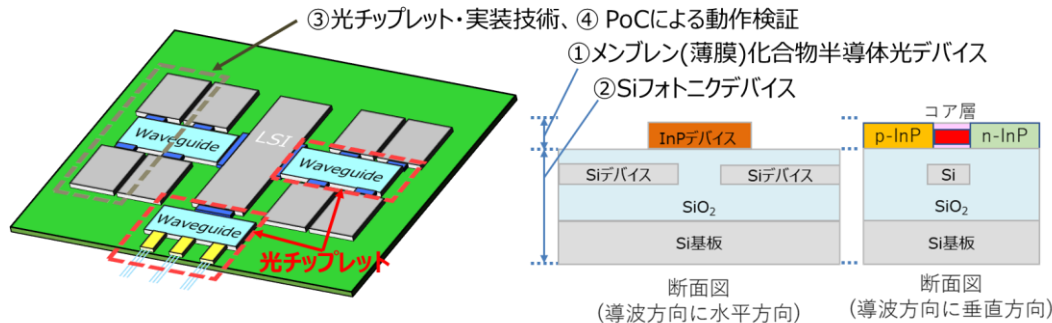 ③光チップレット・実装技術、④ PoCによる動作検証
①メンブレン(薄膜)化合物半導体光デバイス
②Siフォトニクデバイス
Waveguide
LSI
Waveguide
Waveguide
光チップレット
InPデバイス
Siデバイス
Siデバイス
SiO₂
Si基板
断面図
(導波方向に水平方向)
コア層
p-InP
n-InP
Si
SiO₂
Si基板
断面図
(導波方向に垂直方向)